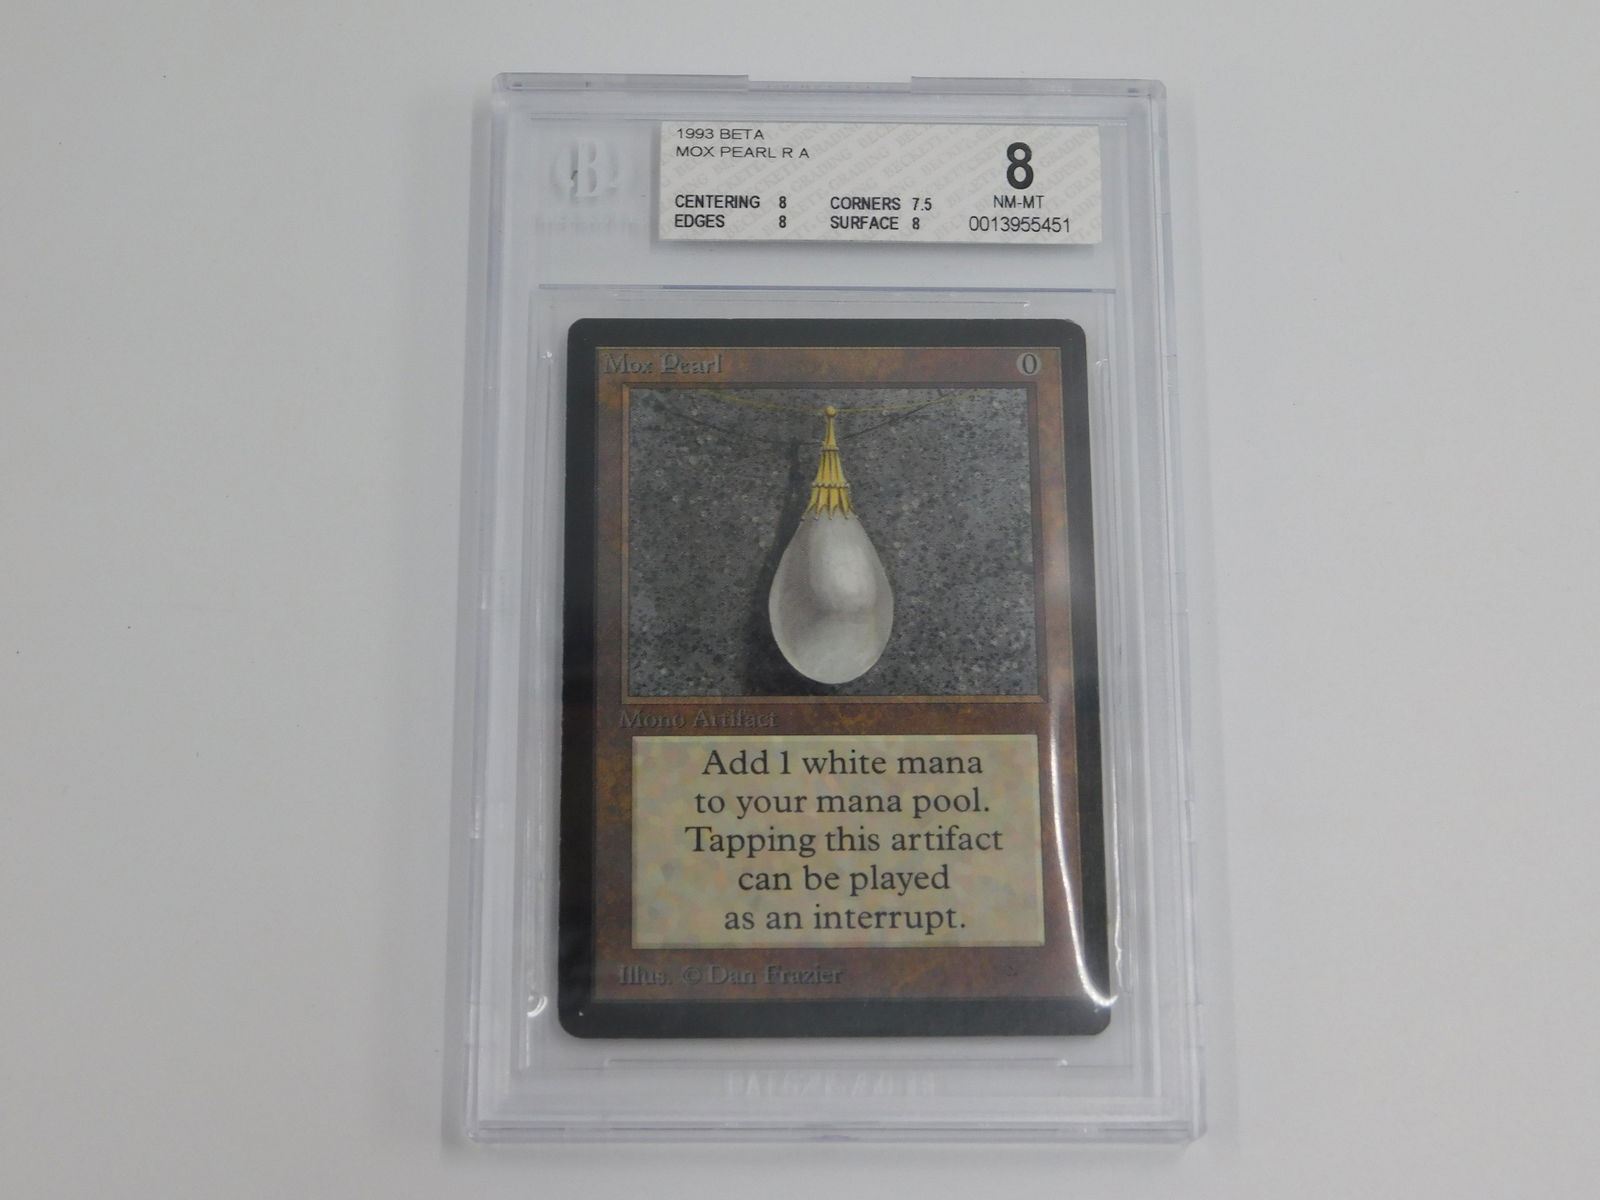 1993 BETA
MOX PEARL R A
CENTERING 8 CORNERS 7.5
EDGES 8 SURFACE 8
8
NM-MT
0013955451
B
Mox Pearl 0
Mono Artifact
Add 1 white mana
to your mana pool.
Tapping this artifact
can be played
as an interrupt.
Illus. © Dan Frazier